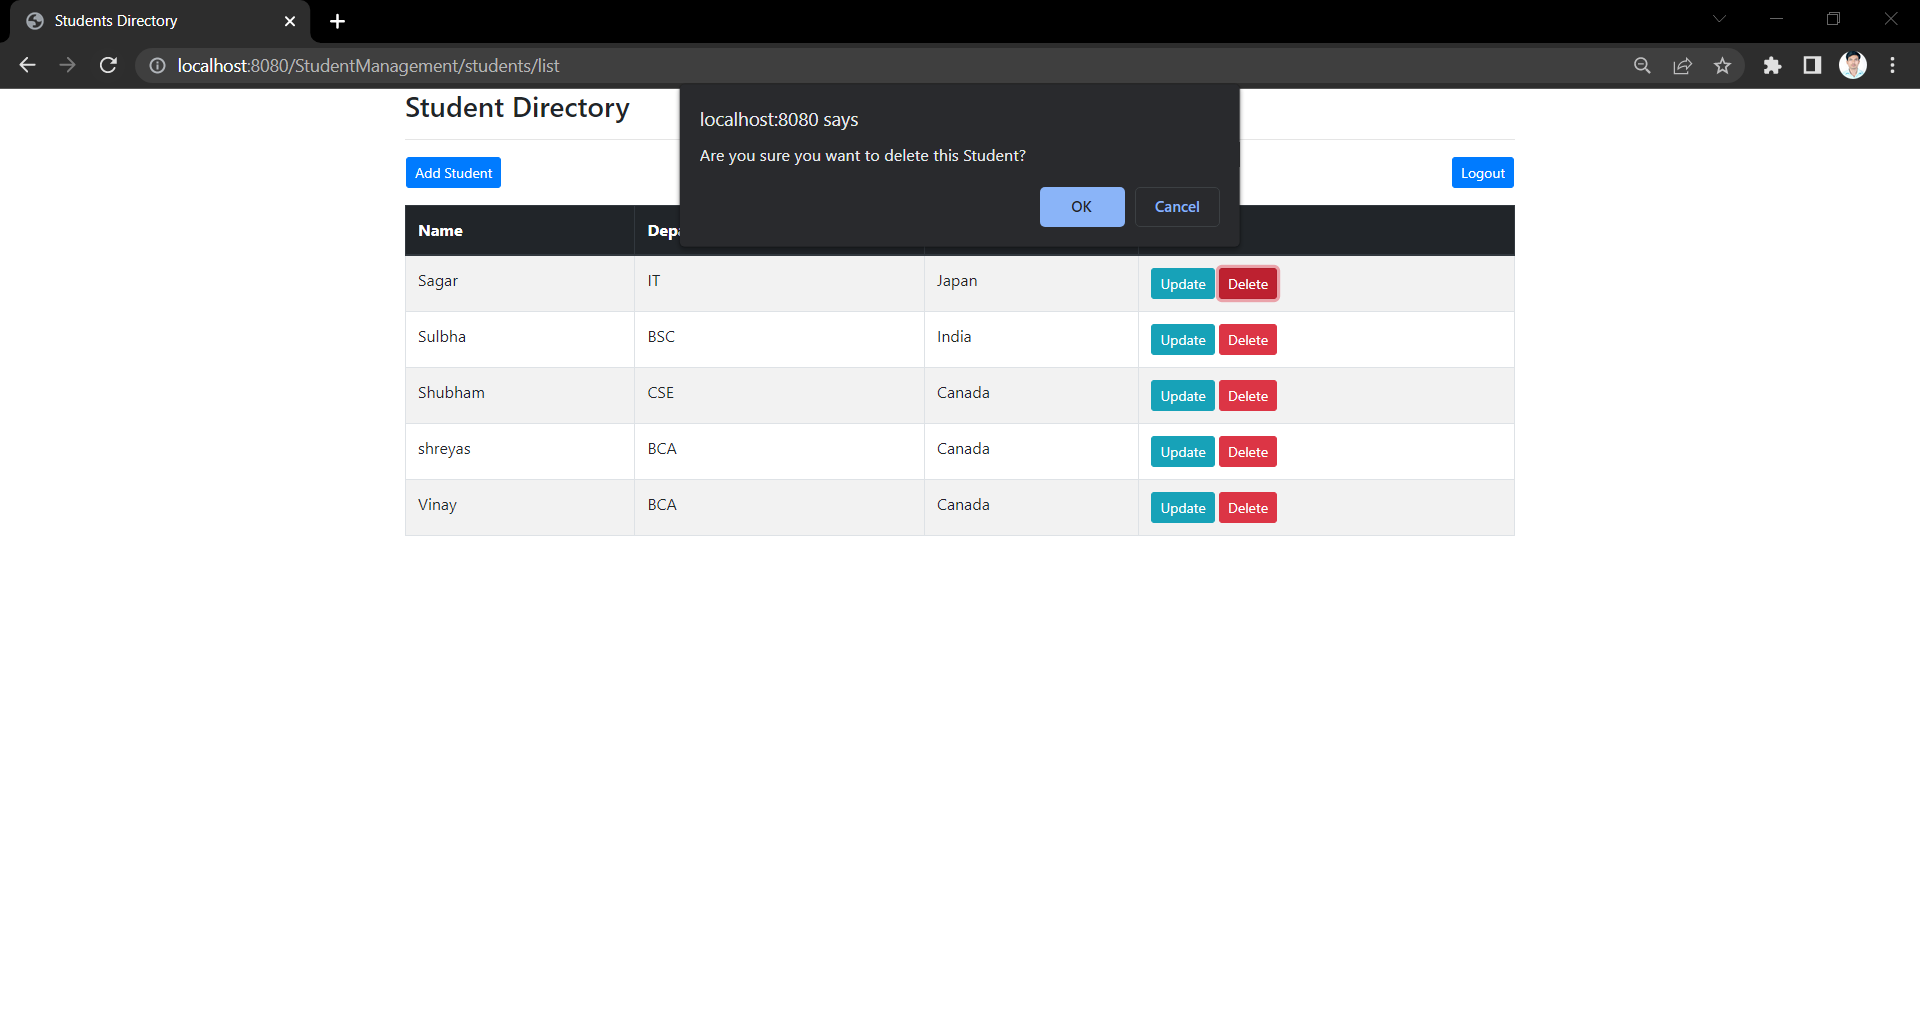 Students Directory
localhost:8080/StudentManagement/students/list
Student Directory
localhost:8080 says
Are you sure you want to delete this Student?
OK Cancel
Add Student Logout
Name
Sagar IT Japan Update Delete
Sulbha BSC India Update Delete
Shubham CSE Canada Update Delete
shreyas BCA Canada Update Delete
Vinay BCA Canada Update Delete